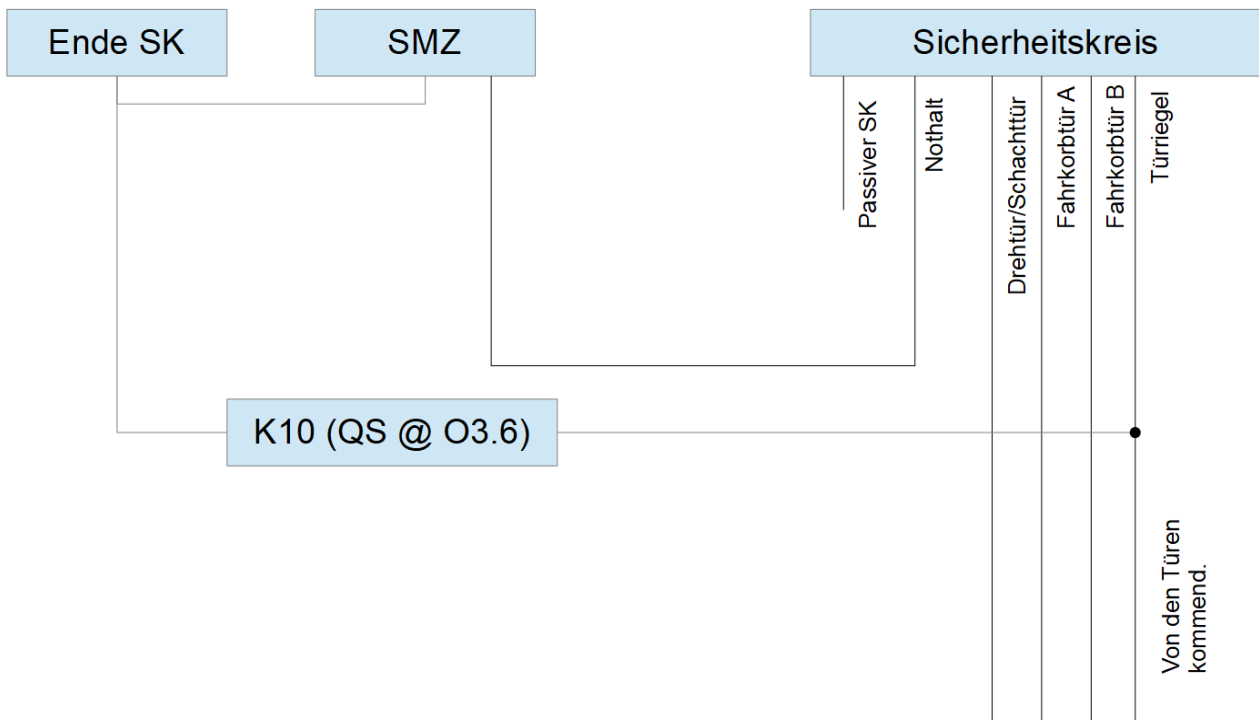 Ende SK
SMZ
Sicherheitskreis
Passiver SK
Nothalt
Drehtür/Schachttür
Fahrkorbtür A
Fahrkorbtür B
Türriegel
K10 (QS @ O3.6)
Von den Türen
kommend.